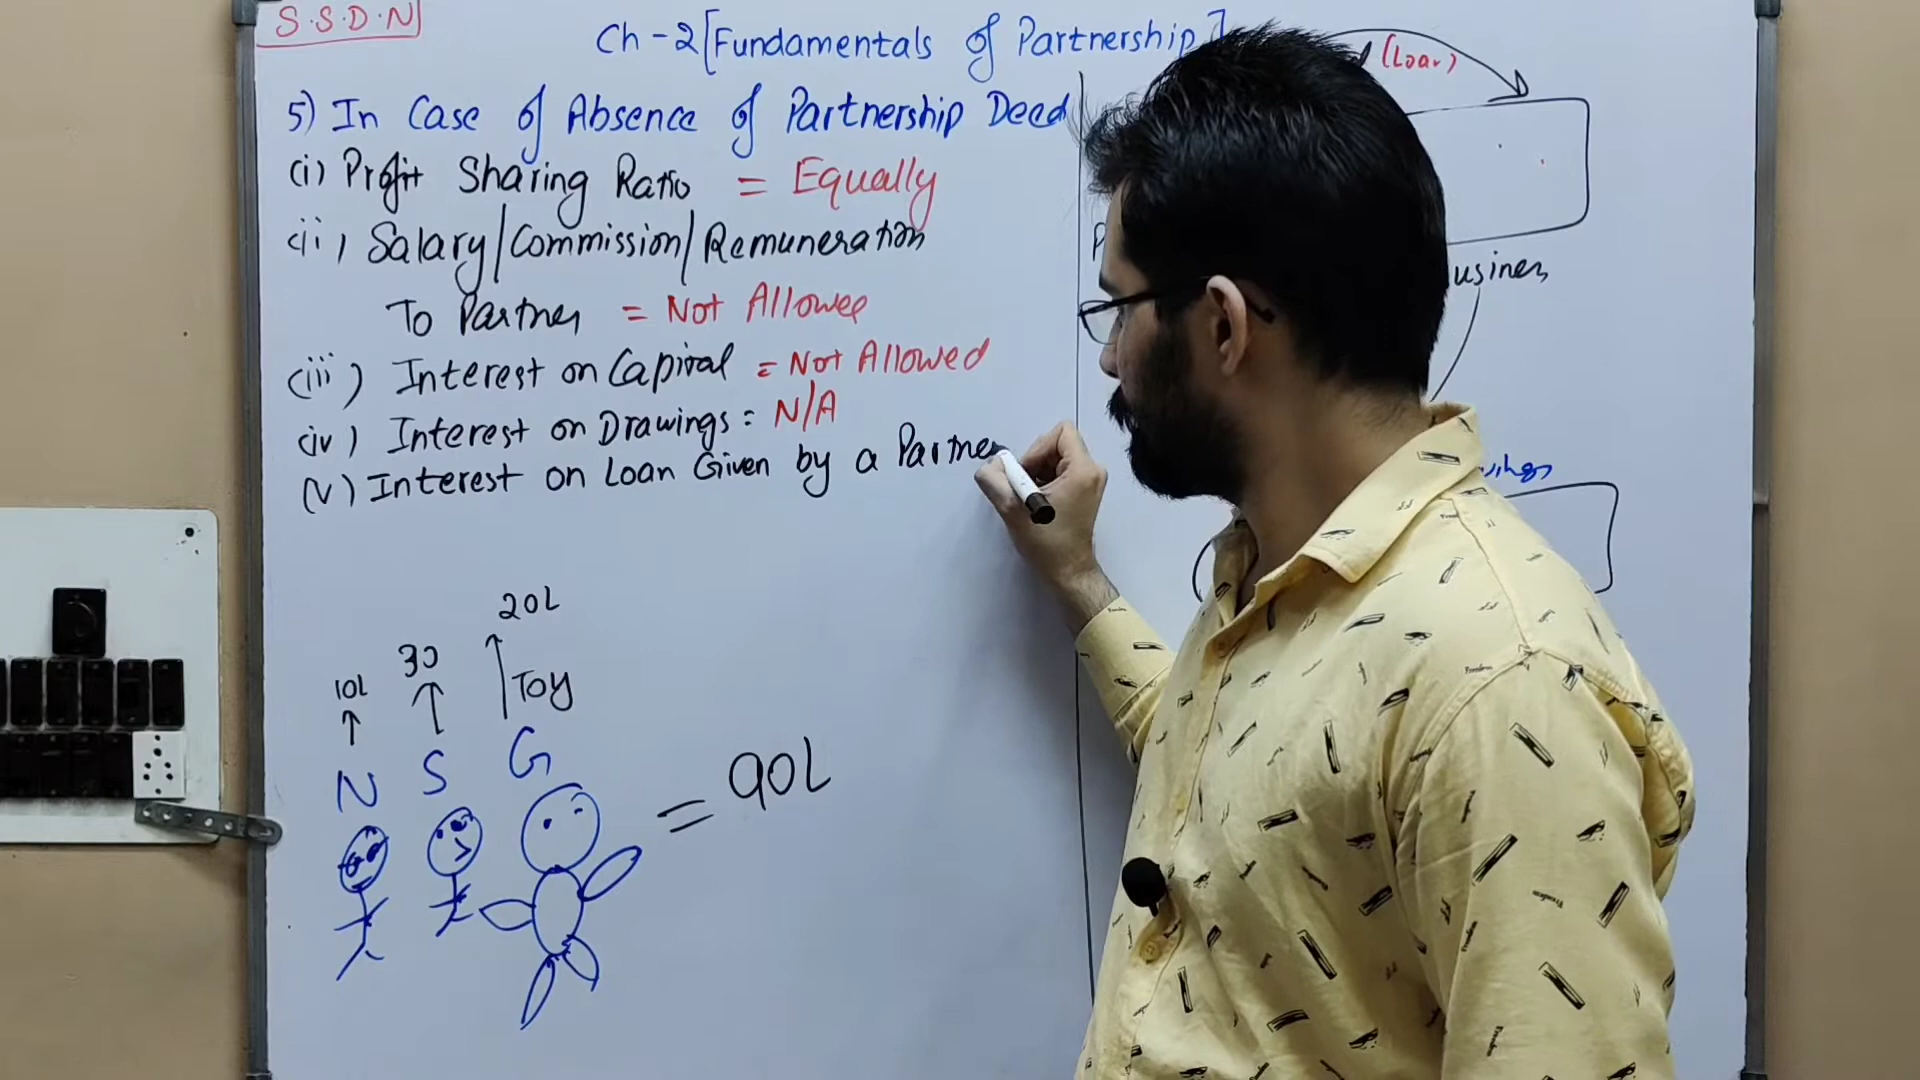 S.S.D.N
Ch-2 [Fundamentals of Partnership]
5) In Case of Absence of Partnership Deed
(i) Profit Sharing Ratio = Equally
(ii) Salary/Commission/Remuneration
To Partner = Not Allowed
(iii) Interest on Capital = Not Allowed
(iv) Interest on Drawings = N/A
(v) Interest on Loan Given by a Partner
(Loan)
P
usiness
20L
30
10L
Toy
N S G
= 90L